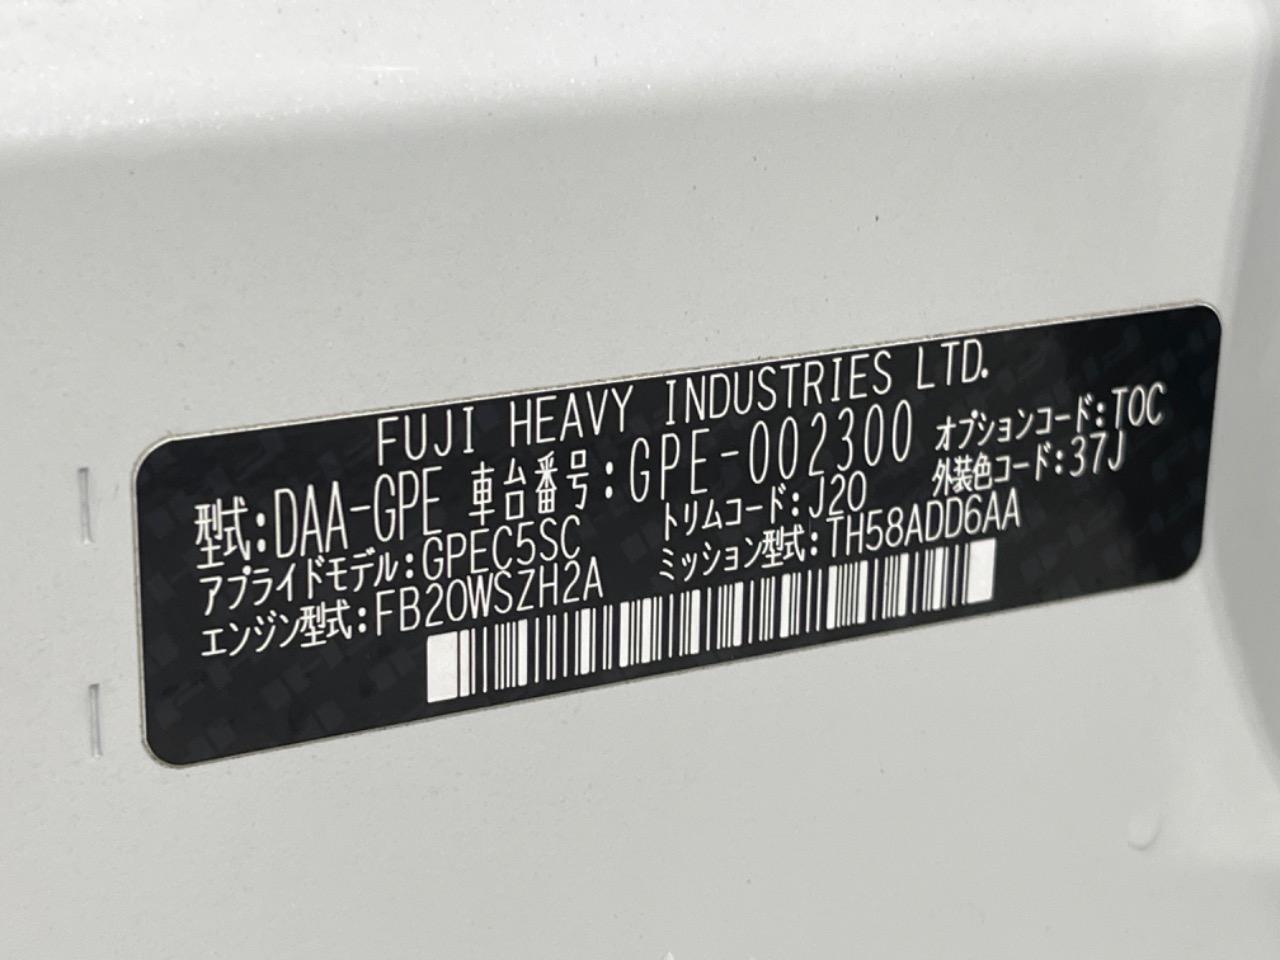 FUJI HEAVY INDUSTRIES LTD.
型式:DAA-GPE 車台番号:GPE-002300 オプションコード:TOC
アプライドモデル:GPEC5SC トリムコード:J20 外装色コード:37J
エンジン型式:FB20WSZH2A ミッション型式:TH58ADD6AA